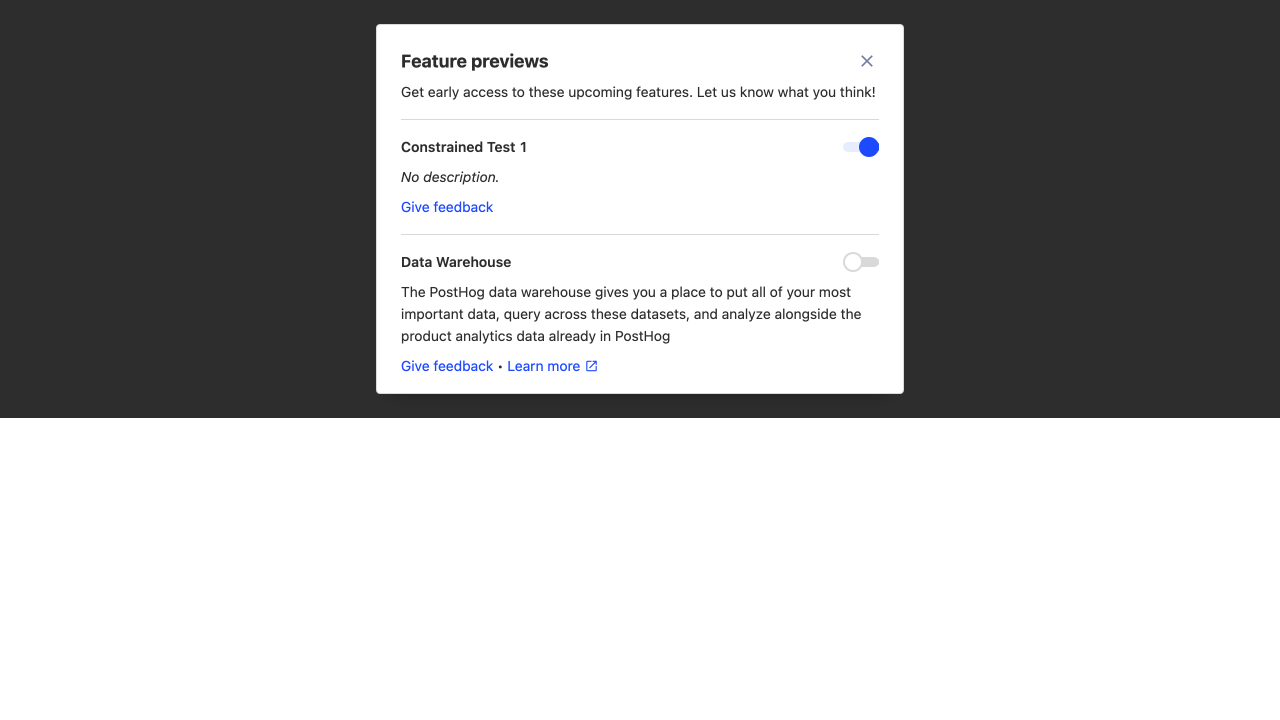 Feature previews
Get early access to these upcoming features. Let us know what you think!
Constrained Test 1
No description.
Give feedback
Data Warehouse
The PostHog data warehouse gives you a place to put all of your most
important data, query across these datasets, and analyze alongside the
product analytics data already in PostHog
Give feedback • Learn more